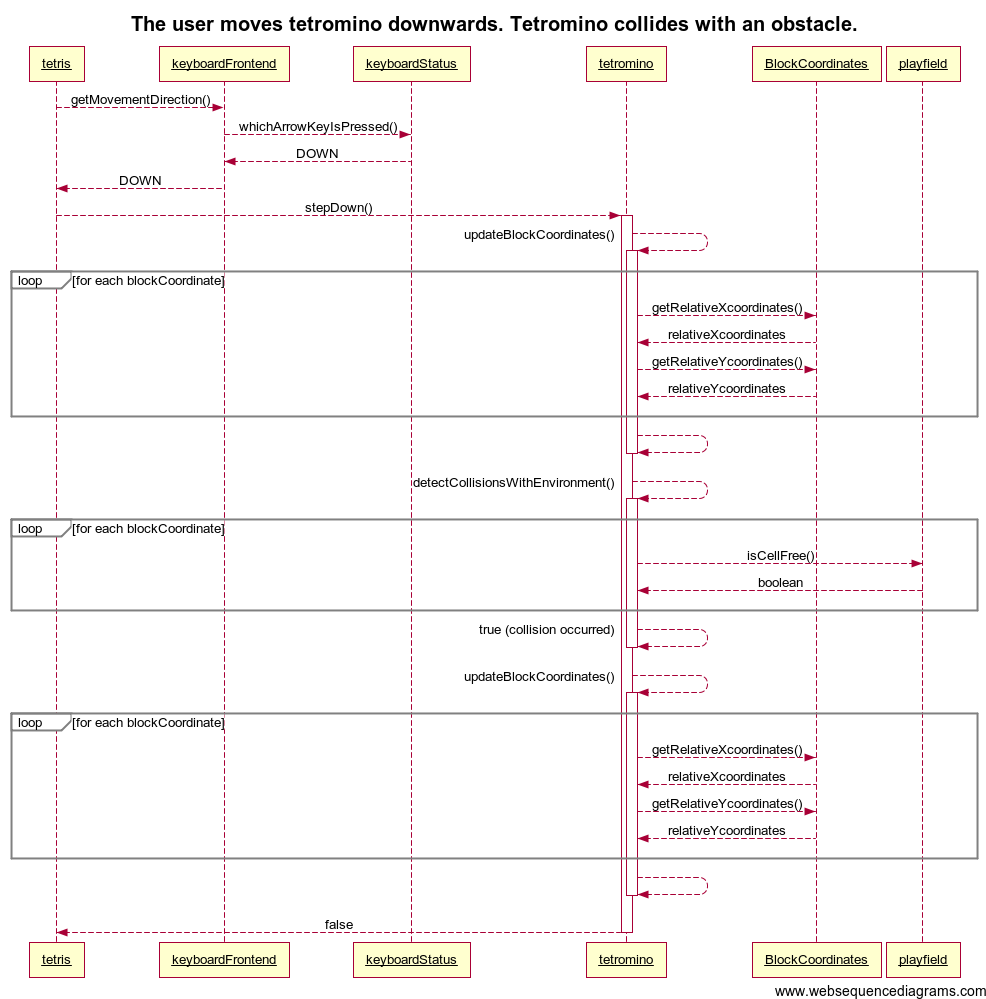 The user moves tetromino downwards. Tetromino collides with an obstacle.
tetris
keyboardFrontend
keyboardStatus
tetromino
BlockCoordinates
playfield
getMovementDirection()
whichArrowKeyIsPressed()
DOWN
DOWN
stepDown()
updateBlockCoordinates()
loop
[for each blockCoordinate]
getRelativeXcoordinates()
relativeXcoordinates
getRelativeYcoordinates()
relativeYcoordinates
detectCollisionsWithEnvironment()
loop
[for each blockCoordinate]
isCellFree()
boolean
true (collision occurred)
updateBlockCoordinates()
loop
[for each blockCoordinate]
getRelativeXcoordinates()
relativeXcoordinates
getRelativeYcoordinates()
relativeYcoordinates
false
tetris
keyboardFrontend
keyboardStatus
tetromino
BlockCoordinates
playfield
www.websequencediagrams.com